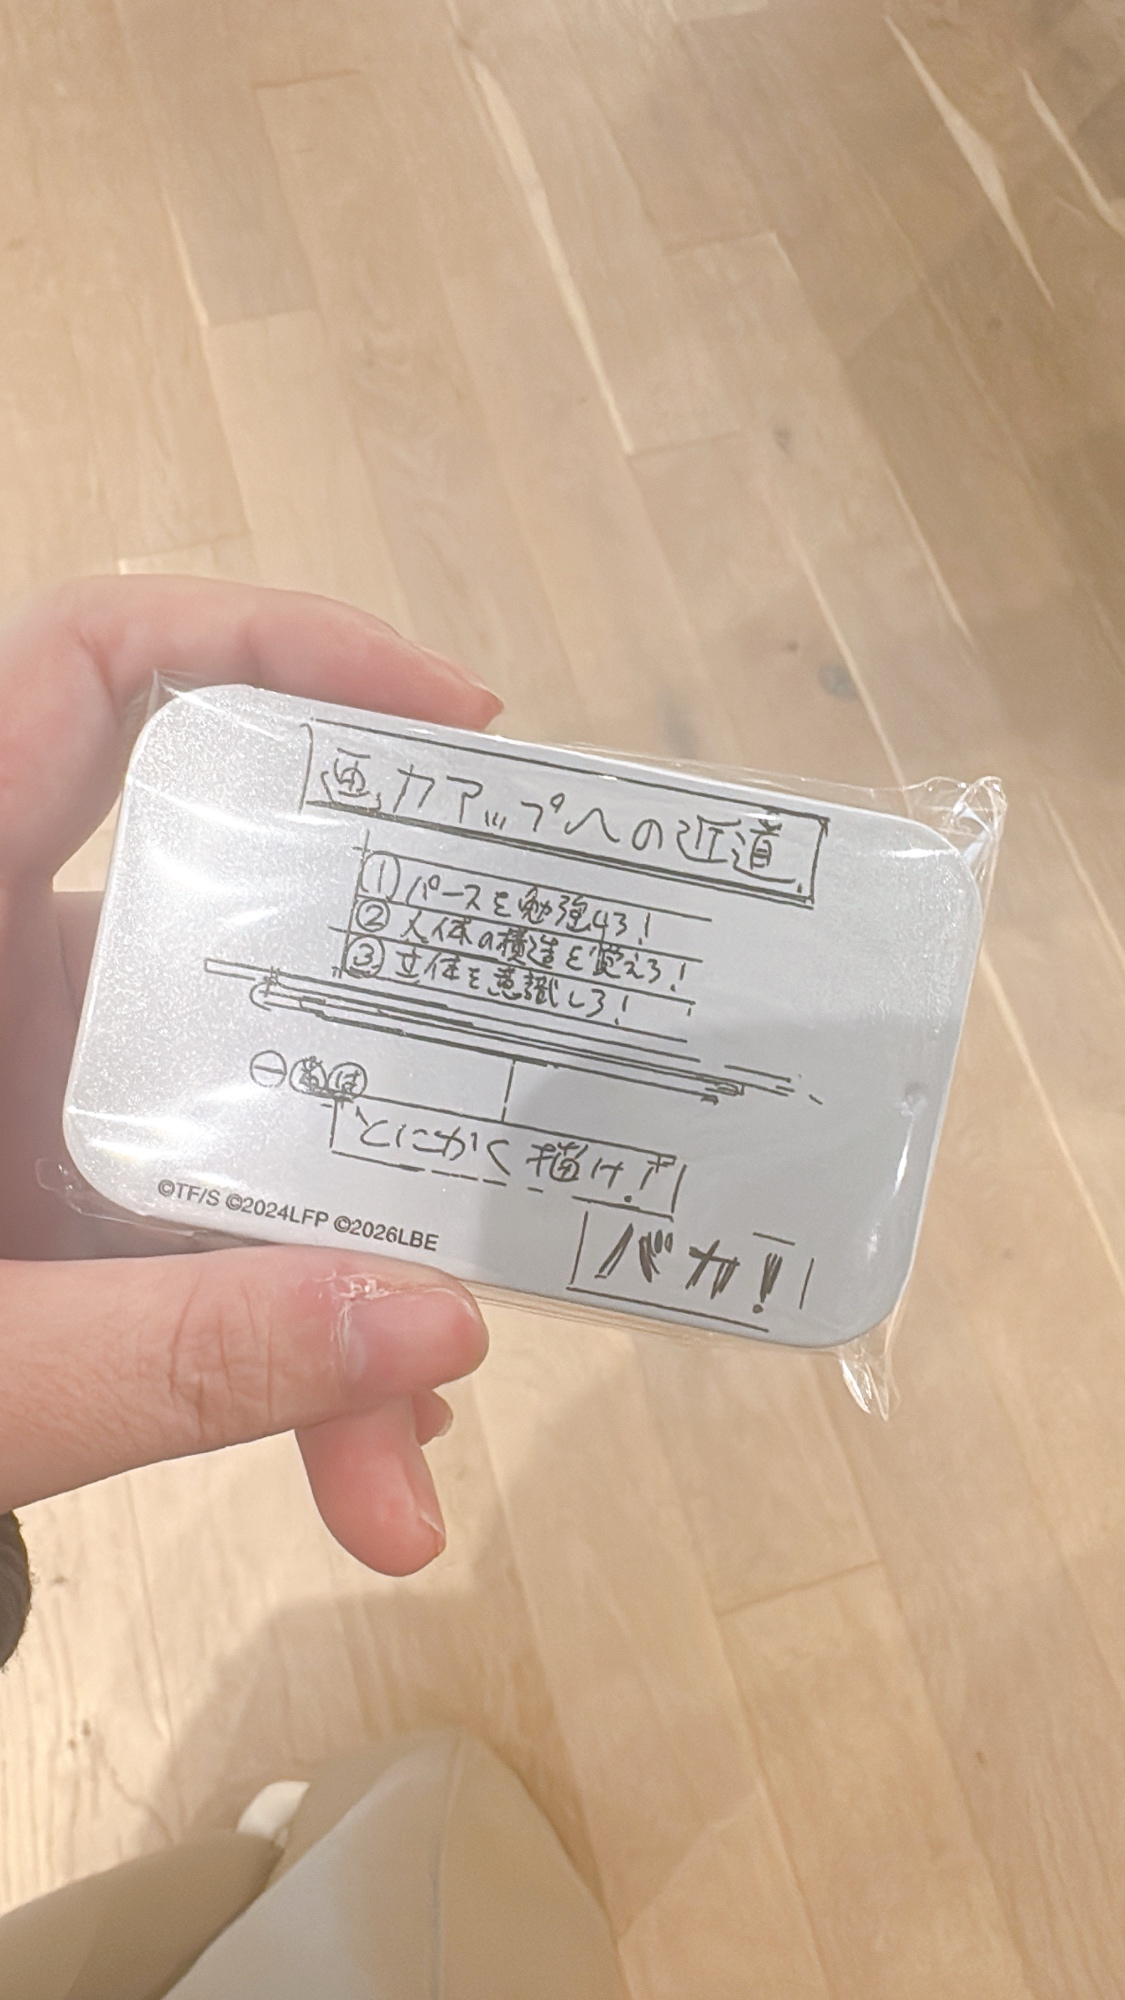 画力アップへの近道
①パースを勉強しろ!
②人体の構造を覚えろ!
③立体を意識しろ!
一番は
とにかく描け!
バカ!
©TF/S ©2024LFP ©2026LBE